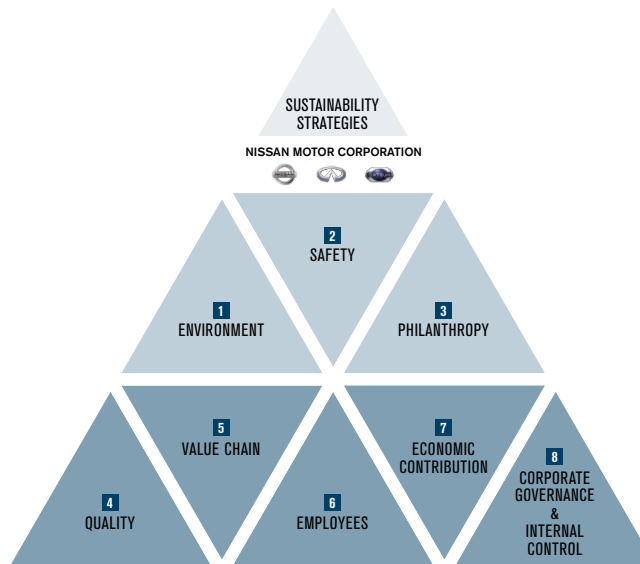 SUSTAINABILITY
STRATEGIES
NISSAN MOTOR CORPORATION
2
SAFETY
1
ENVIRONMENT
3
PHILANTHROPY
5
VALUE CHAIN
7
ECONOMIC
CONTRIBUTION
8
CORPORATE
GOVERNANCE
&
INTERNAL
CONTROL
4
QUALITY
6
EMPLOYEES